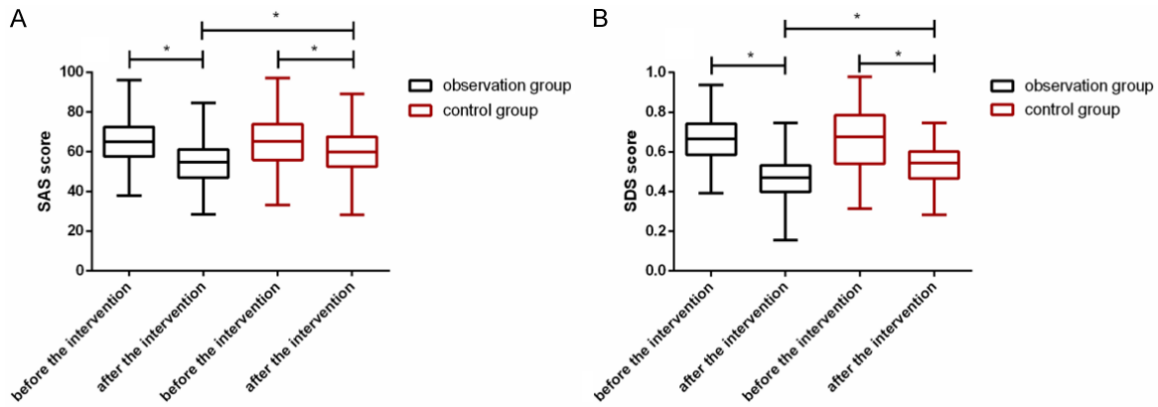 A
*
*
*
SAS score
100
80
60
40
20
0
before the intervention
after the intervention
before the intervention
after the intervention
observation group
control group
B
*
*
*
SDS score
1.0
0.8
0.6
0.4
0.2
0.0
before the intervention
after the intervention
before the intervention
after the intervention
observation group
control group